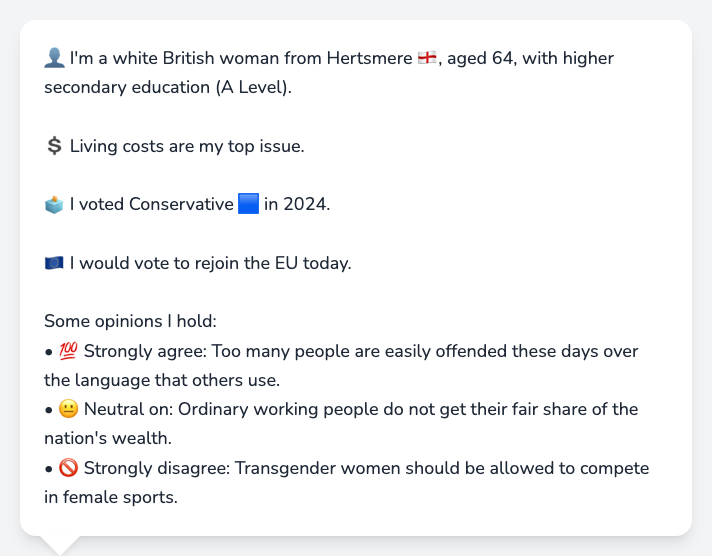 👤 I'm a white British woman from Hertsmere 🏴󠁧󠁢󠁥󠁮󠁧󠁿, aged 64, with higher
secondary education (A Level).
💲 Living costs are my top issue.
🗳️ I voted Conservative 🟦 in 2024.
🇪🇺 I would vote to rejoin the EU today.
Some opinions I hold:
• 💯 Strongly agree: Too many people are easily offended these days over
the language that others use.
• 😐 Neutral on: Ordinary working people do not get their fair share of the
nation's wealth.
• 🚫 Strongly disagree: Transgender women should be allowed to compete
in female sports.